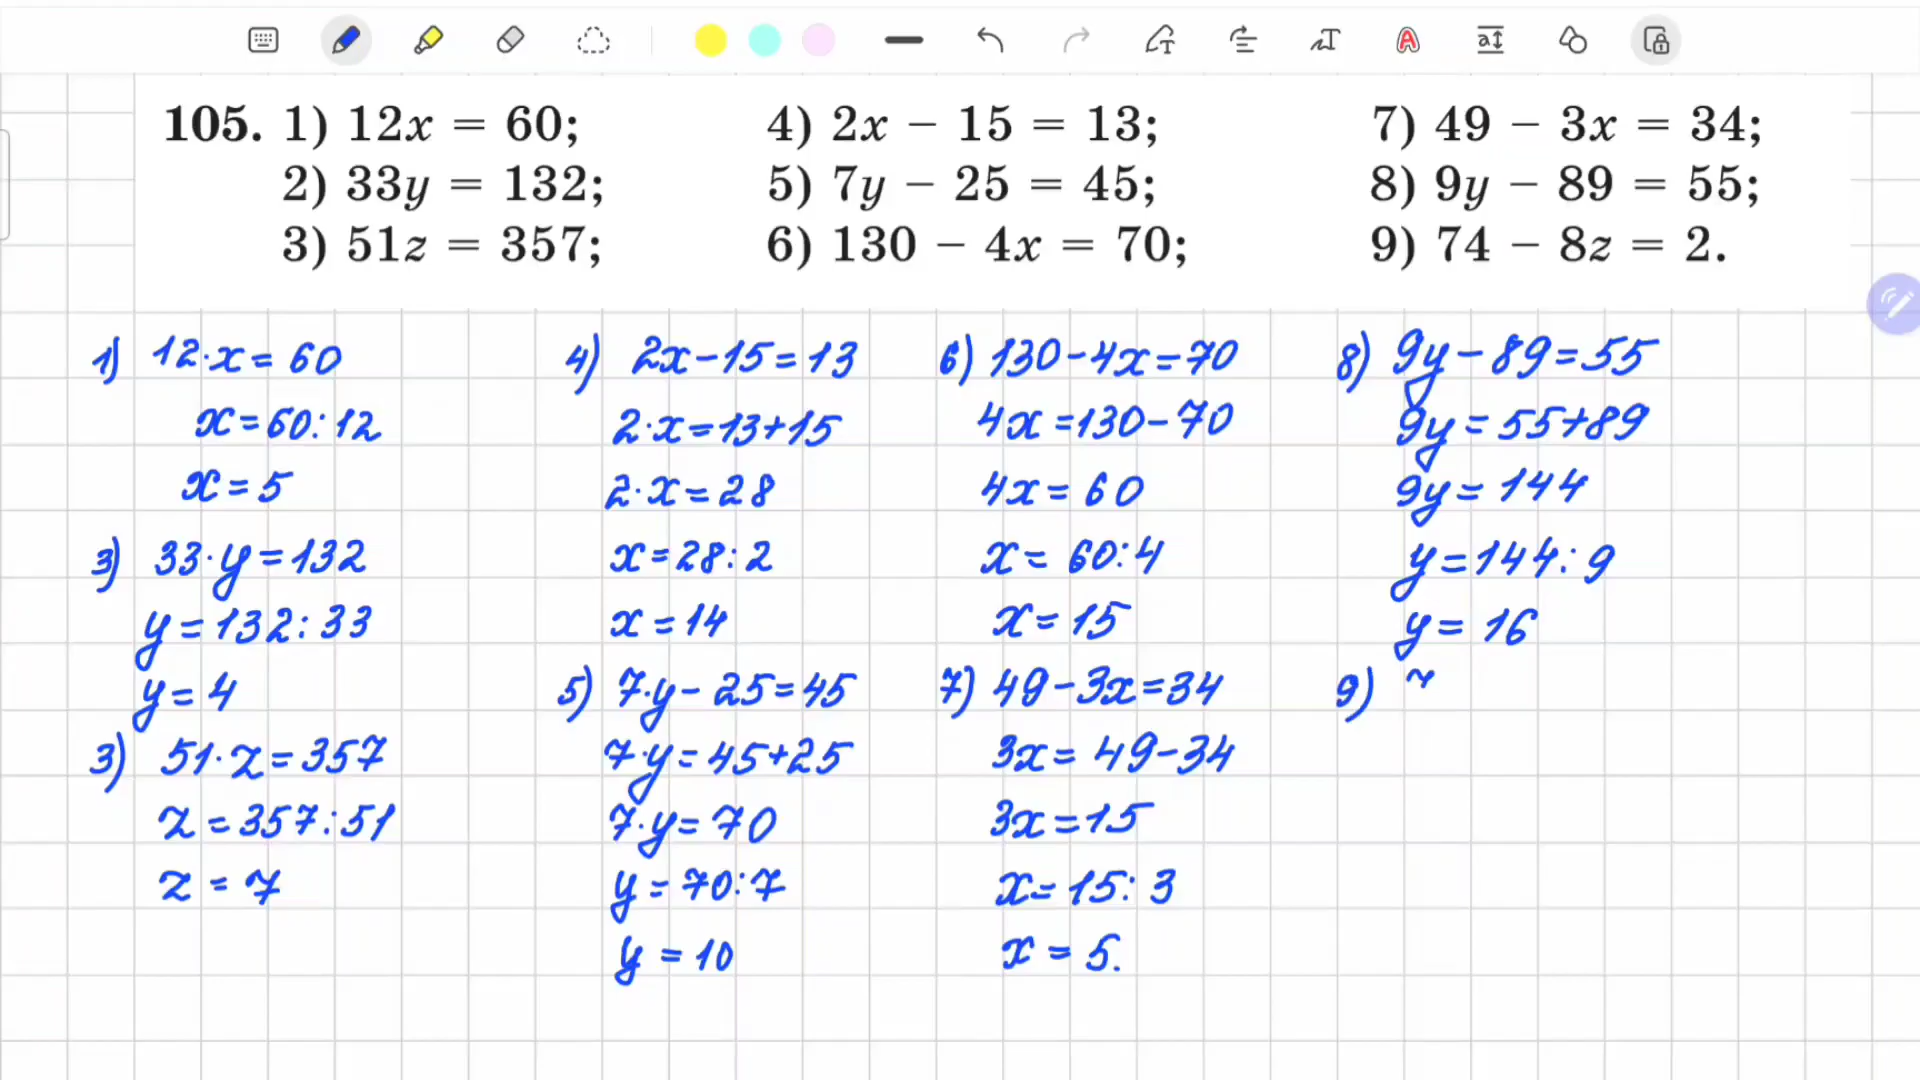 105. 1) 12x = 60;
2) 33y = 132;
3) 51z = 357;
4) 2x − 15 = 13;
5) 7y − 25 = 45;
6) 130 − 4x = 70;
7) 49 − 3x = 34;
8) 9y − 89 = 55;
9) 74 − 8z = 2.
1) 12·x = 60
x = 60:12
x = 5
3) 33·y = 132
y = 132:33
y = 4
3) 51·z = 357
z = 357:51
z = 7
4) 2x−15=13
2·x=13+15
2·x=28
x=28:2
x=14
5) 7·y−25=45
7·y=45+25
7·y=70
y=70:7
y=10
6) 130−4x=70
4x=130−70
4x=60
x=60:4
x=15
7) 49−3x=34
3x=49−34
3x=15
x=15:3
x=5.
8) 9y−89=55
9y=55+89
9y=144
y=144:9
y=16
9)